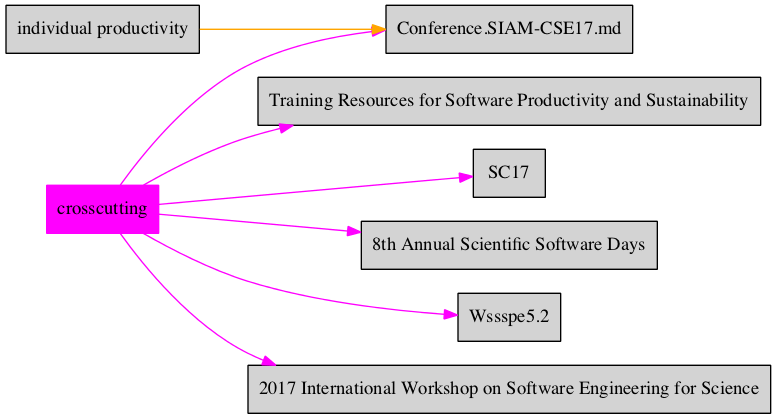 individual productivity
Conference.SIAM-CSE17.md
Training Resources for Software Productivity and Sustainability
SC17
crosscutting
8th Annual Scientific Software Days
Wssspe5.2
2017 International Workshop on Software Engineering for Science